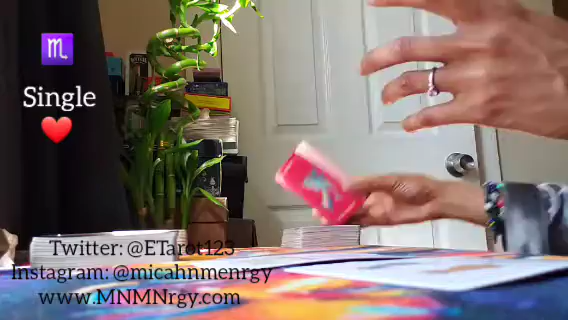 ♏
Single
❤️
Twitter: @ETarot123
Instagram: @micahnmenrgy
www.MNMNrgy.com